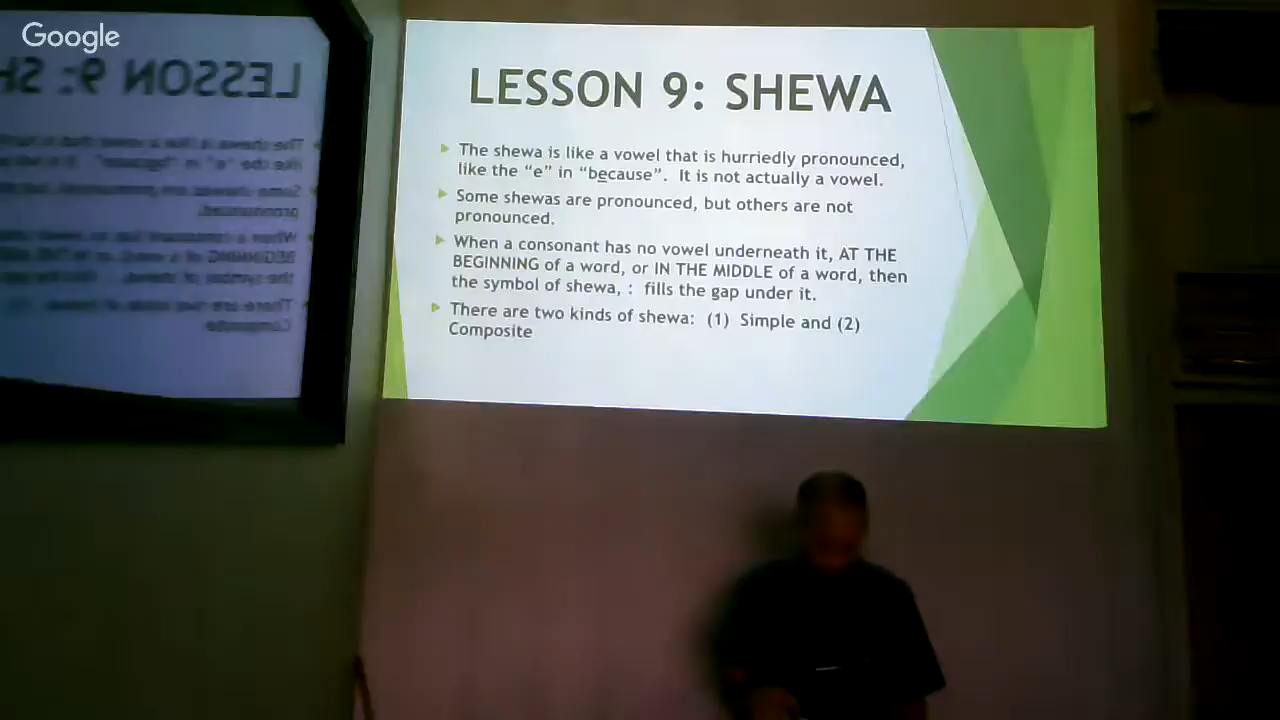 Google
LESSON 9: SHEWA
The shewa is like a vowel that is hurriedly pronounced,
like the “e” in “because”. It is not actually a vowel.
Some shewas are pronounced, but others are not
pronounced.
When a consonant has no vowel underneath it, AT THE
BEGINNING of a word, or IN THE MIDDLE of a word, then
the symbol of shewa, : fills the gap under it.
There are two kinds of shewa: (1) Simple and (2)
Composite